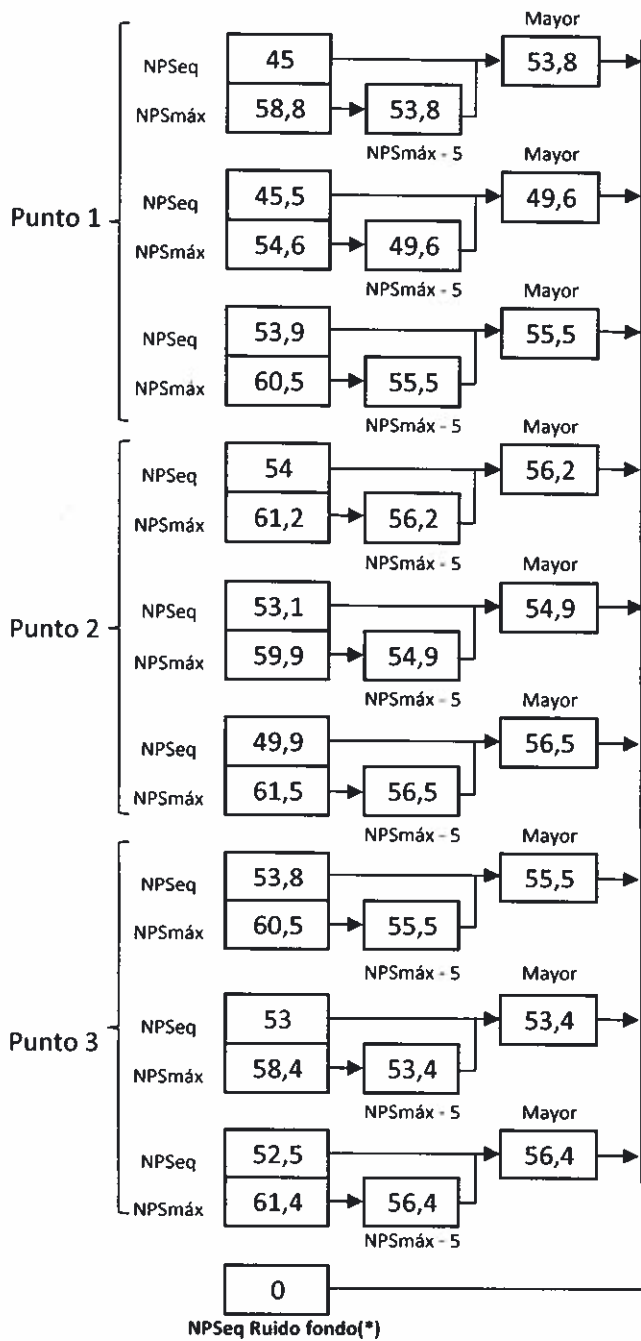 Mayor
NPSeq 45 53,8
NPSmáx 58,8 53,8
NPSmáx - 5
Mayor
NPSeq 45,5 49,6
Punto 1
NPSmáx 54,6 49,6
NPSmáx - 5
Mayor
NPSeq 53,9 55,5
NPSmáx 60,5 55,5
NPSmáx - 5
Mayor
NPSeq 54 56,2
NPSmáx 61,2 56,2
NPSmáx - 5
Mayor
NPSeq 53,1 54,9
Punto 2
NPSmáx 59,9 54,9
NPSmáx - 5
Mayor
NPSeq 49,9 56,5
NPSmáx 61,5 56,5
NPSmáx - 5
Mayor
NPSeq 53,8 55,5
NPSmáx 60,5 55,5
NPSmáx - 5
Mayor
NPSeq 53 53,4
Punto 3
NPSmáx 58,4 53,4
NPSmáx - 5
Mayor
NPSeq 52,5 56,4
NPSmáx 61,4 56,4
NPSmáx - 5
0
NPSeq Ruido fondo(*)